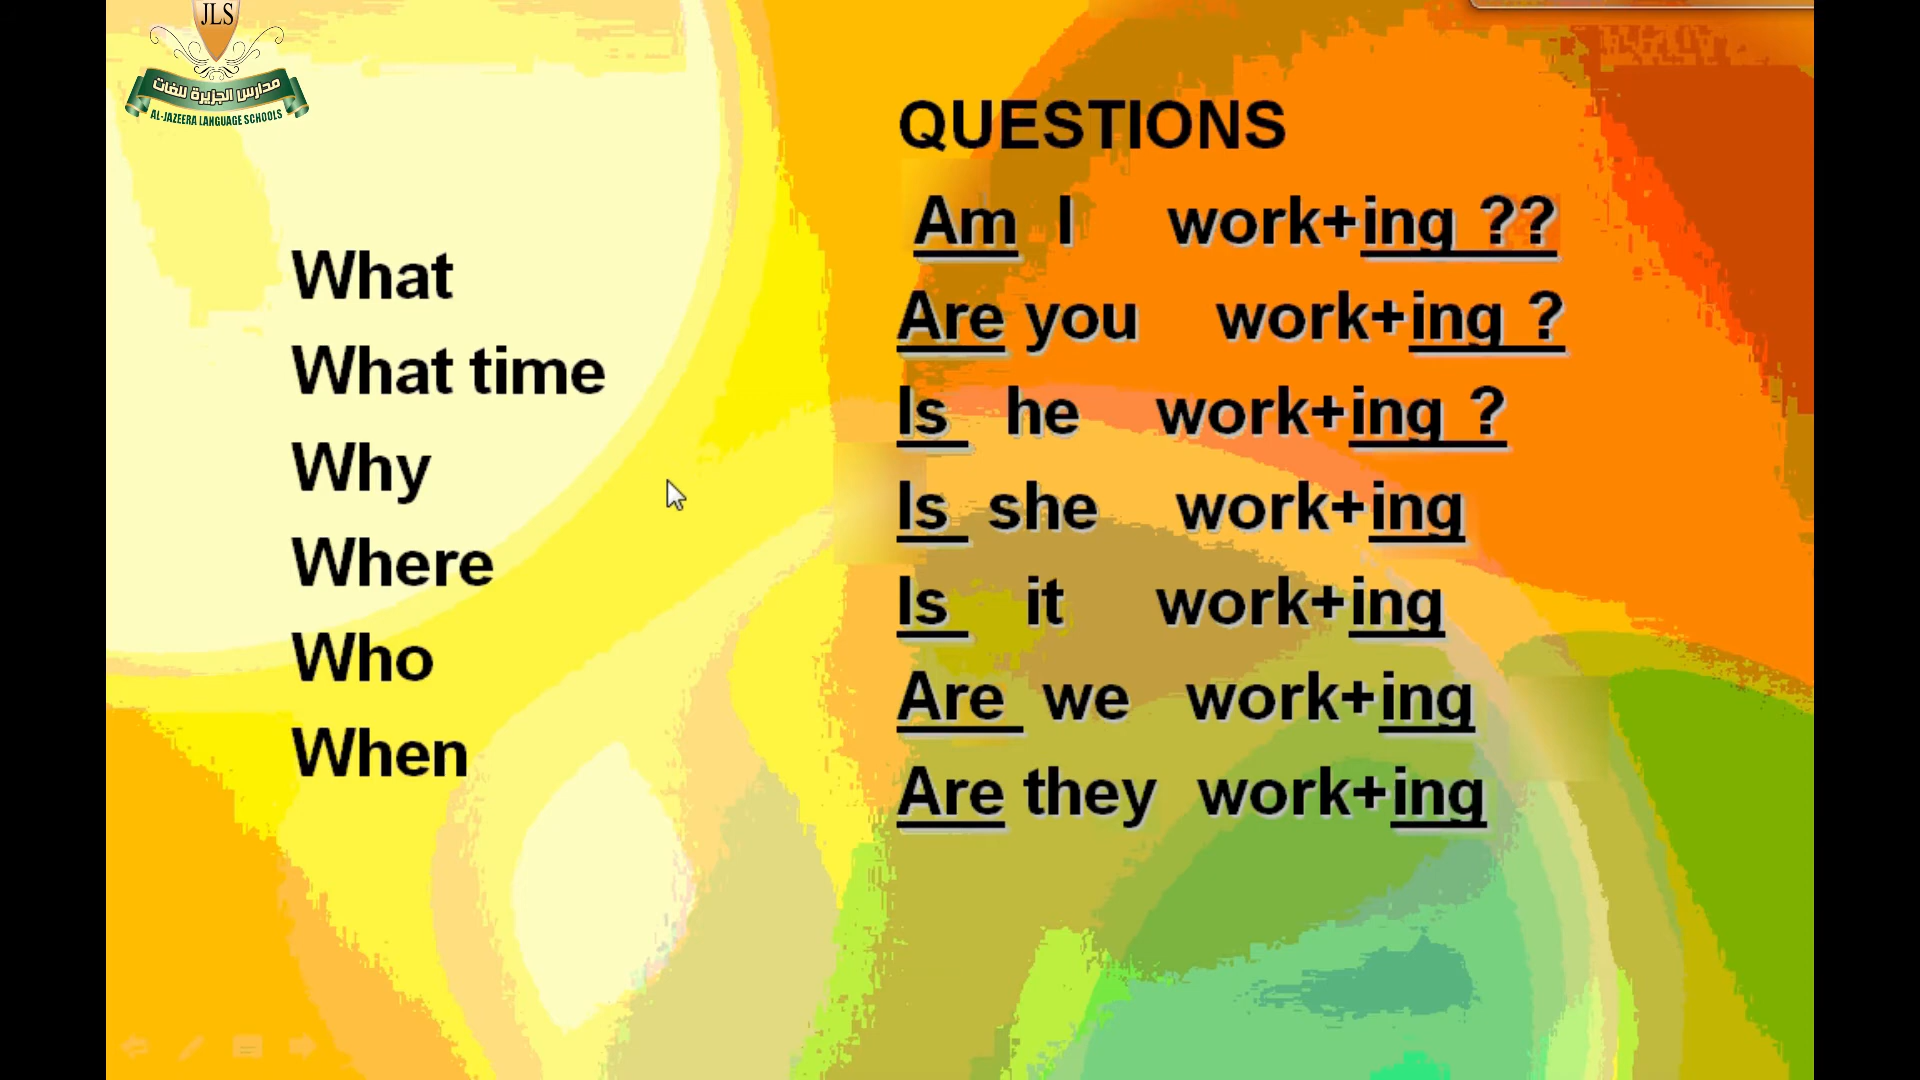 JLS
مدارس الجزيرة للغات
AL-JAZEERA LANGUAGE SCHOOLS
What
What time
Why
Where
Who
When
QUESTIONS
Am I work+ing ??
Are you work+ing ?
Is he work+ing ?
Is she work+ing
Is it work+ing
Are we work+ing
Are they work+ing